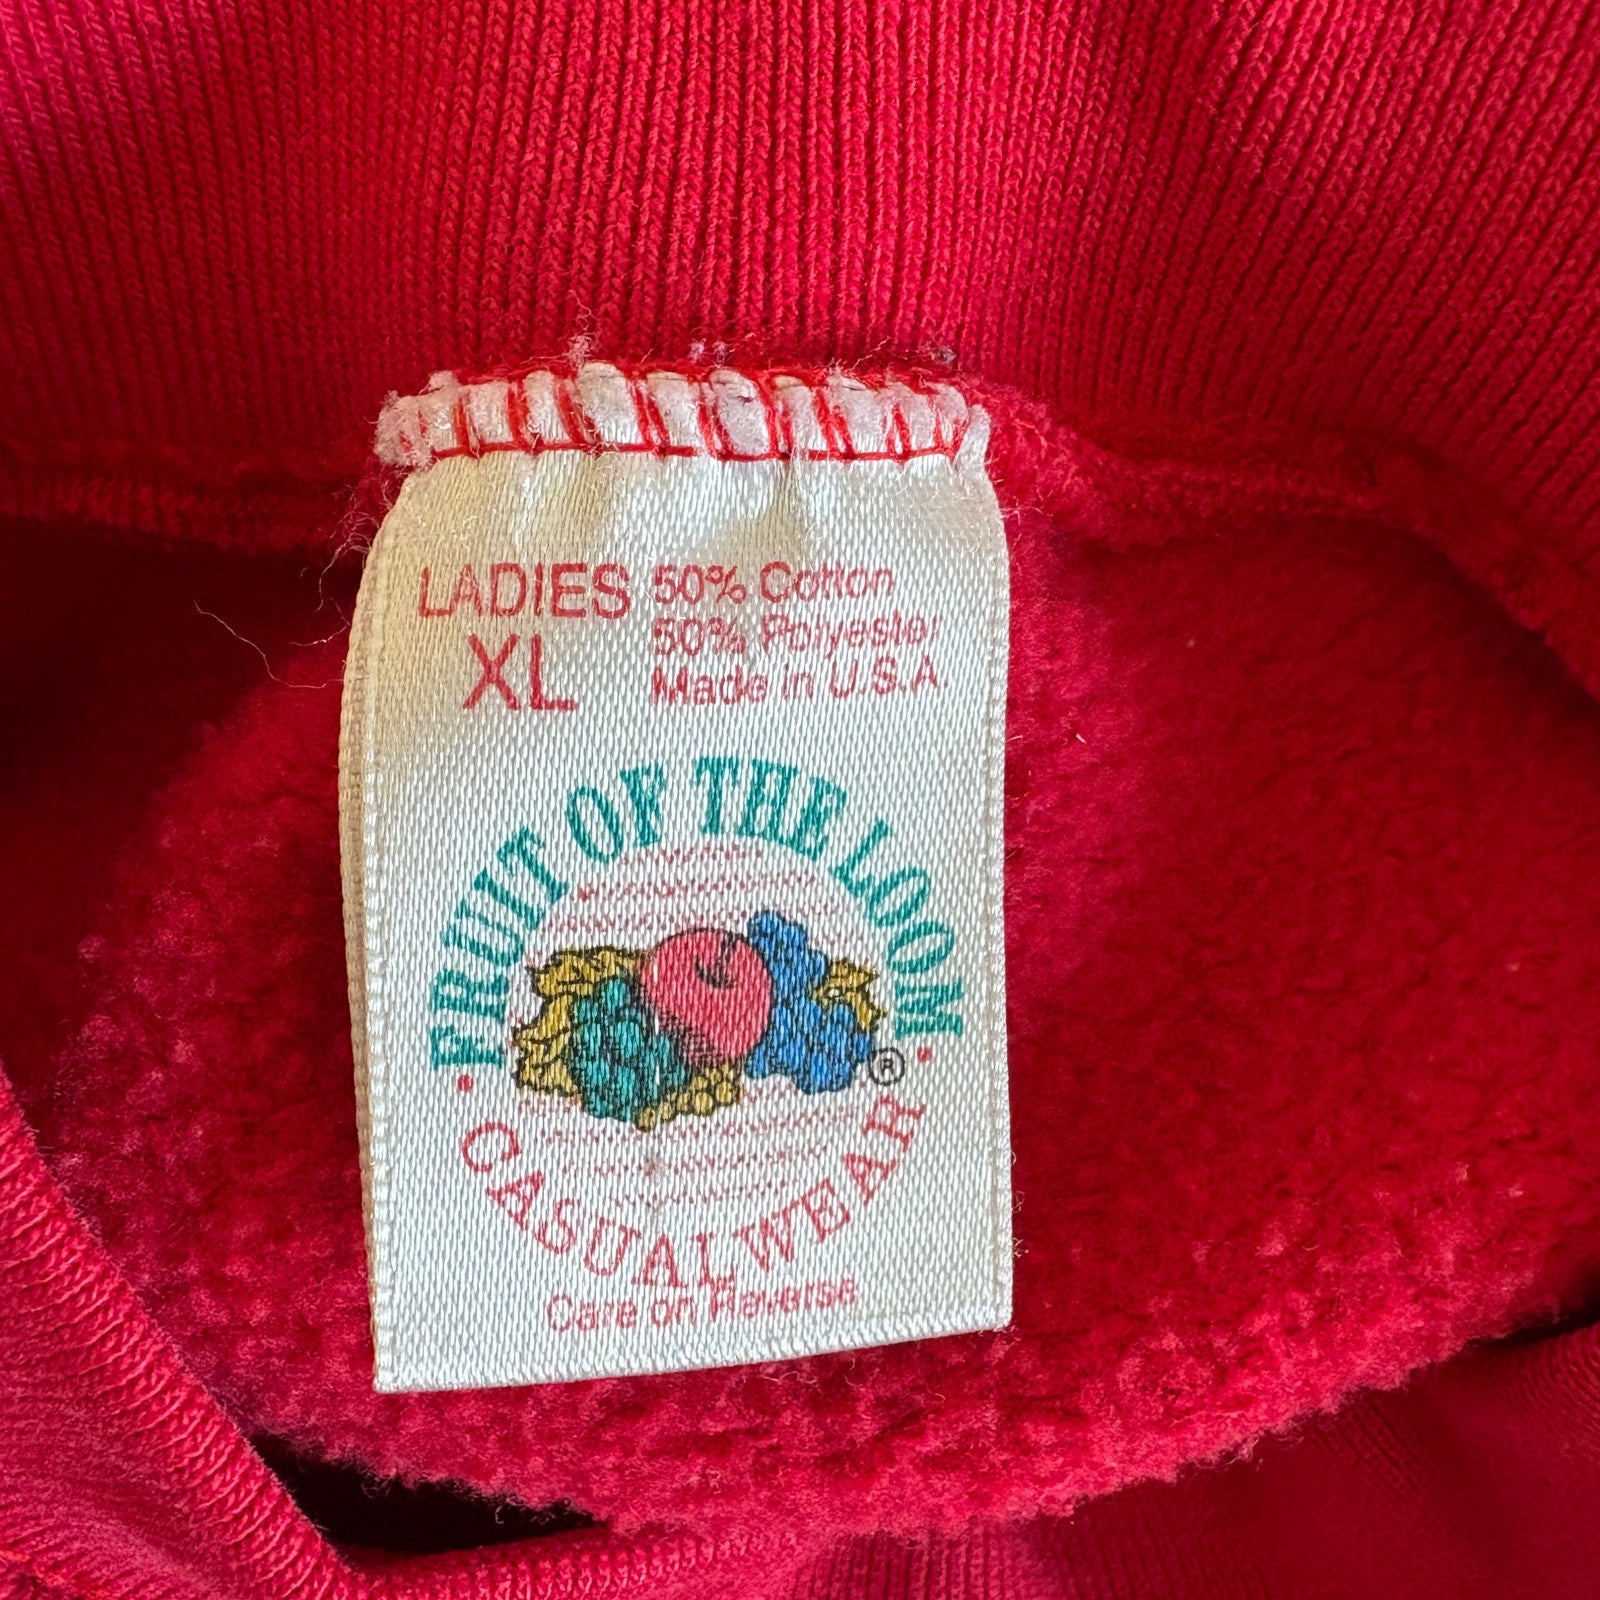 LADIES
XL
50% Cotton
50% Polyester
Made in U.S.A.
FRUIT OF THE LOOM
®
· CASUALWEAR ·
Care on Reverse